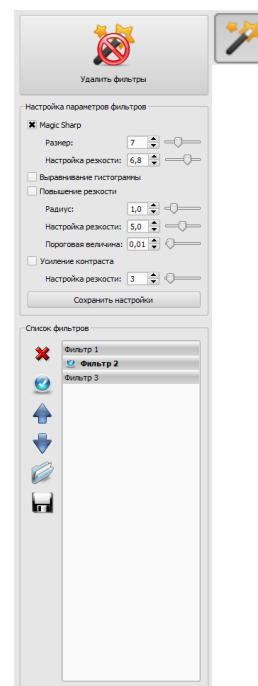 Удалить фильтры
Настройка параметров фильтров
Magic Sharp
Размер: 7
Настройка резкости: 6,8
Выравнивание гистограммы
Повышение резкости
Радиус: 1,0
Настройка резкости: 5,0
Пороговая величина: 0,01
Усиление контраста
Настройка резкости: 3
Сохранить настройки
Список фильтров
Фильтр 1
Фильтр 2
Фильтр 3